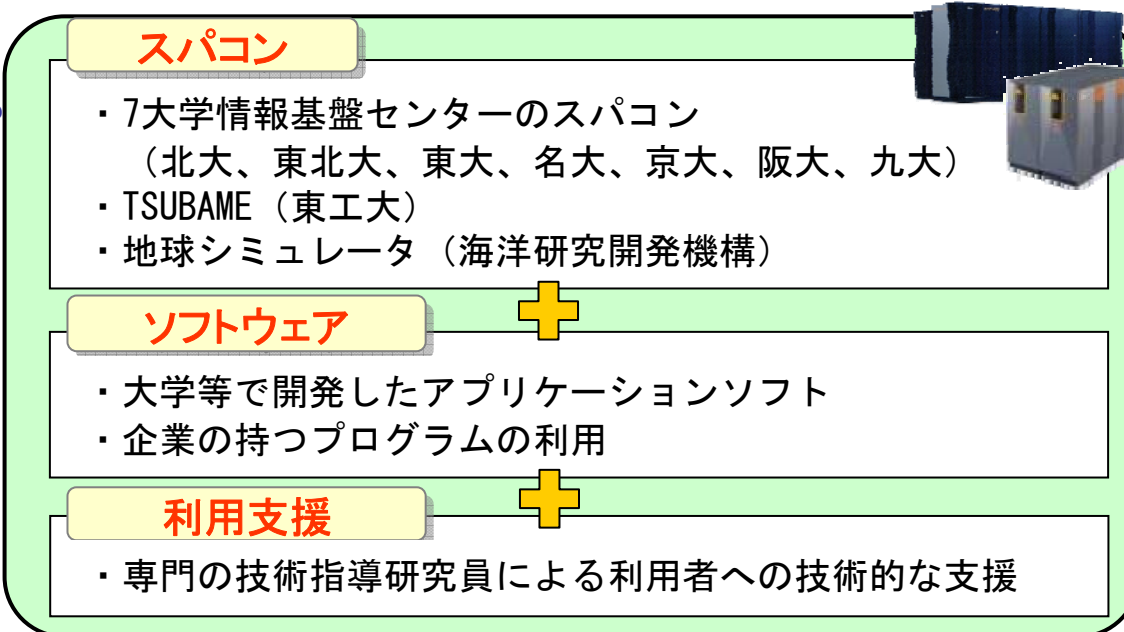 スパコン
・7大学情報基盤センターのスパコン
（北大、東北大、東大、名大、京大、阪大、九大）
・TSUBAME（東工大）
・地球シミュレータ（海洋研究開発機構）
ソフトウェア
・大学等で開発したアプリケーションソフト
・企業の持つプログラムの利用
利用支援
・専門の技術指導研究員による利用者への技術的な支援